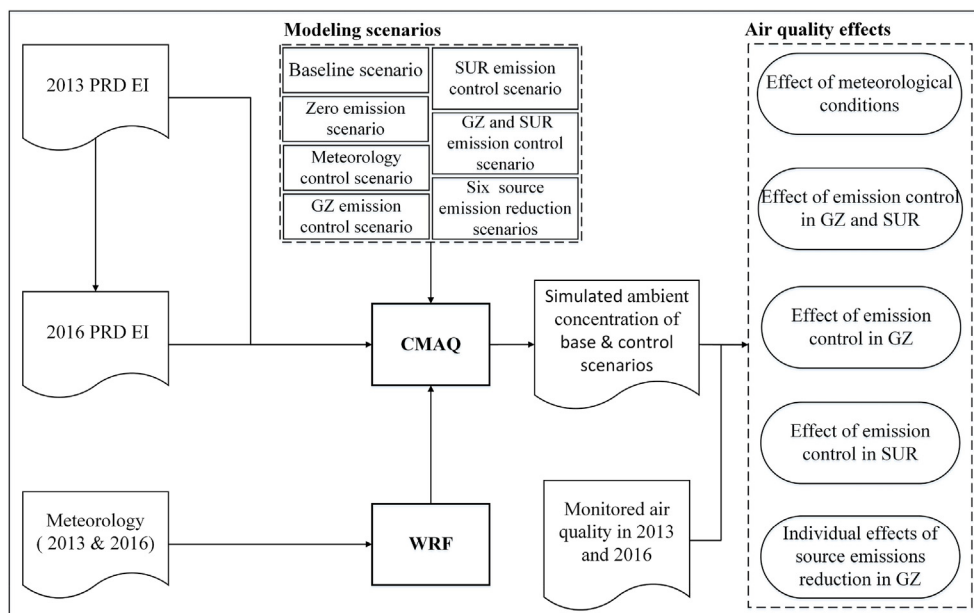 Modeling scenarios
Air quality effects
2013 PRD EI
Baseline scenario
Zero emission
scenario
Meteorology
control scenario
GZ emission
control scenario
SUR emission
control scenario
GZ and SUR
emission control
scenario
Six source
emission reduction
scenarios
2016 PRD EI
CMAQ
Simulated ambient
concentration of
base & control
scenarios
Meteorology
( 2013 & 2016)
WRF
Monitored air
quality in 2013
and 2016
Effect of meteorological
conditions
Effect of emission control
in GZ and SUR
Effect of emission
control in GZ
Effect of emission
control in SUR
Individual effects of
source emissions
reduction in GZ